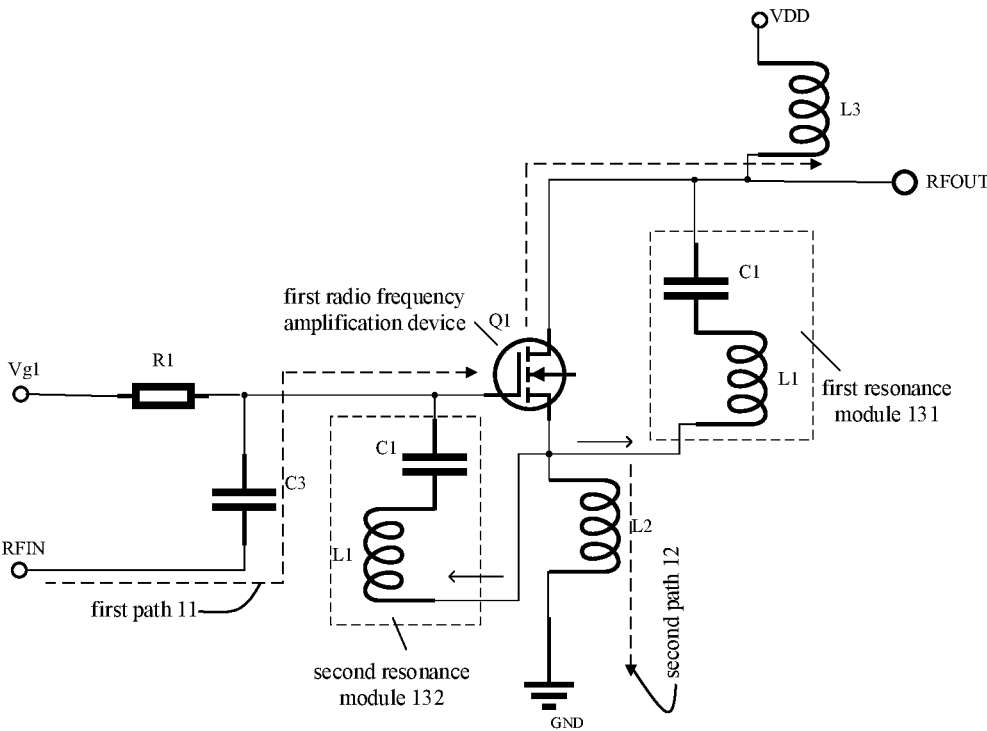 VDD
L3
RFOUT
C1
first radio frequency
amplification device
Q1
Vg1
R1
L1
first resonance
module 131
C1
C3
L2
RFIN
L1
first path 11
second path 12
second resonance
module 132
GND